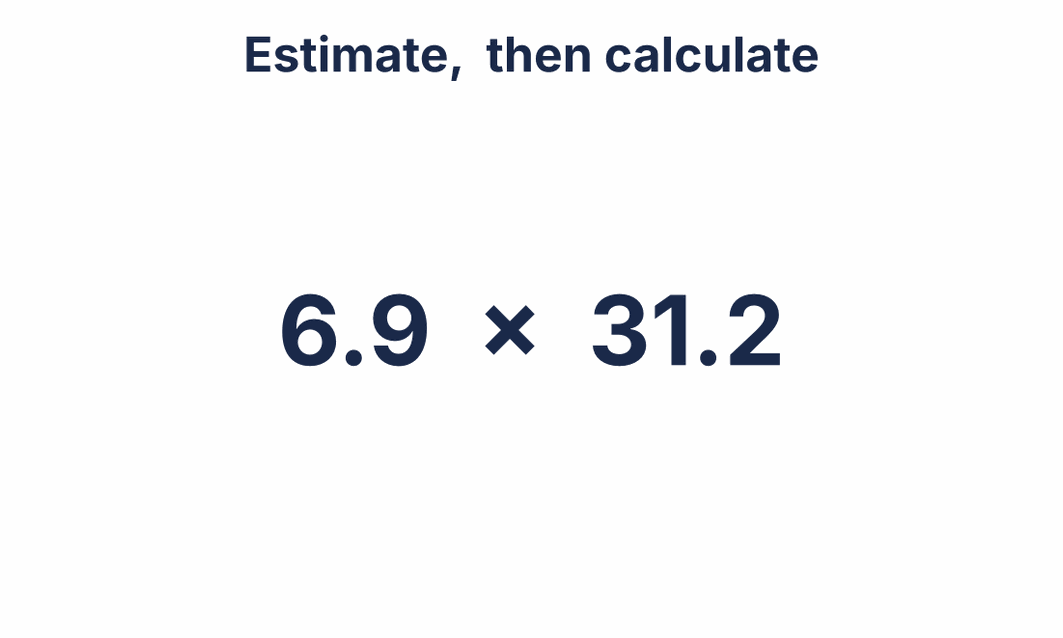 Estimate, then calculate
6.9 × 31.2